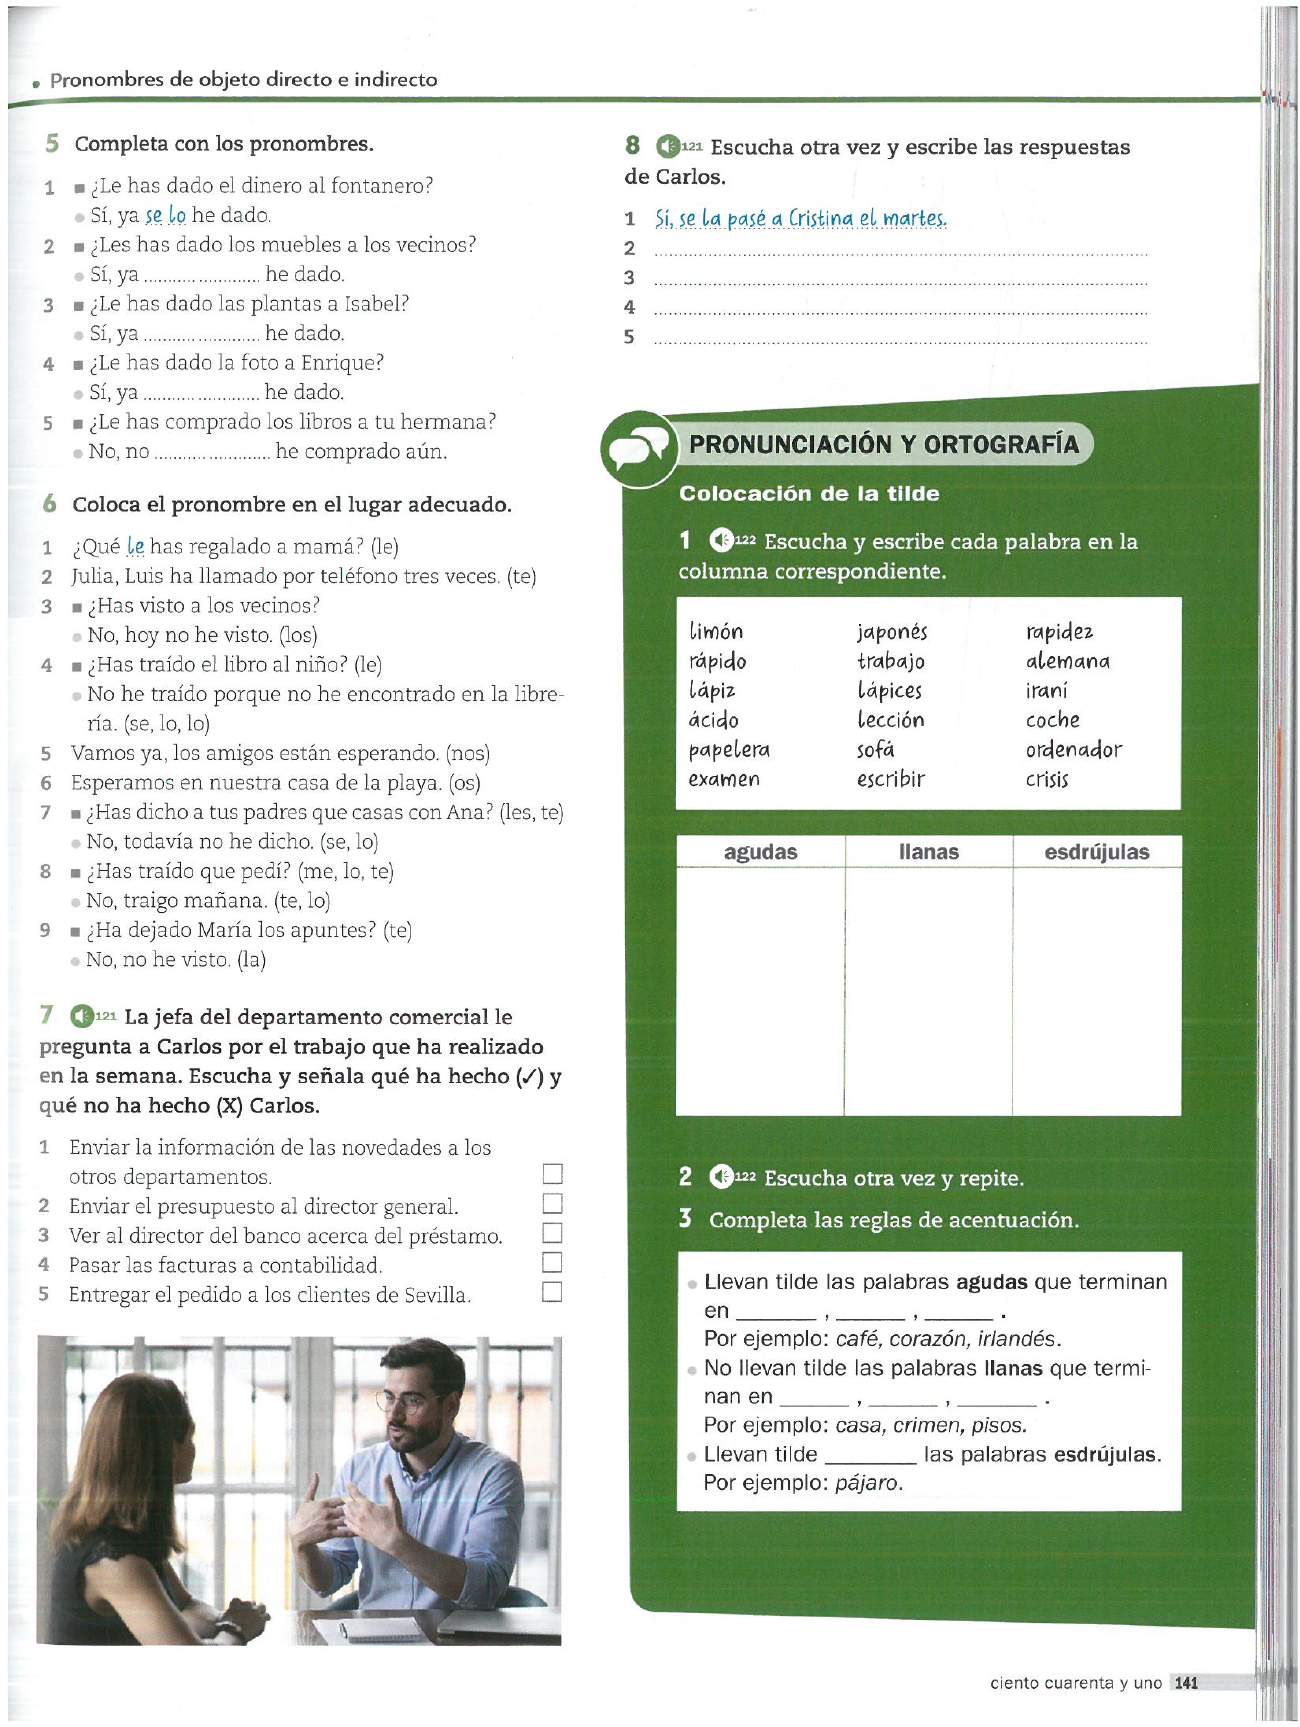 • Pronombres de objeto directo e indirecto
5 Completa con los pronombres.
1 ■ ¿Le has dado el dinero al fontanero?
● Sí, ya se lo he dado.
2 ■ ¿Les has dado los muebles a los vecinos?
● Sí, ya ........................ he dado.
3 ■ ¿Le has dado las plantas a Isabel?
● Sí, ya ........................ he dado.
4 ■ ¿Le has dado la foto a Enrique?
● Sí, ya ........................ he dado.
5 ■ ¿Le has comprado los libros a tu hermana?
● No, no ........................ he comprado aún.
6 Coloca el pronombre en el lugar adecuado.
1 ¿Qué le has regalado a mamá? (le)
2 Julia, Luis ha llamado por teléfono tres veces. (te)
3 ■ ¿Has visto a los vecinos?
● No, hoy no he visto. (los)
4 ■ ¿Has traído el libro al niño? (le)
● No he traído porque no he encontrado en la libre-
ría. (se, lo, lo)
5 Vamos ya, los amigos están esperando. (nos)
6 Esperamos en nuestra casa de la playa. (os)
7 ■ ¿Has dicho a tus padres que casas con Ana? (les, te)
● No, todavía no he dicho. (se, lo)
8 ■ ¿Has traído que pedí? (me, lo, te)
● No, traigo mañana. (te, lo)
9 ■ ¿Ha dejado María los apuntes? (te)
● No, no he visto. (la)
7 121 La jefa del departamento comercial le
pregunta a Carlos por el trabajo que ha realizado
en la semana. Escucha y señala qué ha hecho (✓) y
qué no ha hecho (X) Carlos.
1 Enviar la información de las novedades a los
otros departamentos.
2 Enviar el presupuesto al director general.
3 Ver al director del banco acerca del préstamo.
4 Pasar las facturas a contabilidad.
5 Entregar el pedido a los clientes de Sevilla.
8 121 Escucha otra vez y escribe las respuestas
de Carlos.
1 Sí, se la pasé a Cristina el martes.
2
3
4
5
PRONUNCIACIÓN Y ORTOGRAFÍA
Colocación de la tilde
1 122 Escucha y escribe cada palabra en la
columna correspondiente.
limón japonés rapidez
rápido trabajo alemana
lápiz lápices iraní
ácido lección coche
papelera sofá ordenador
examen escribir crisis
agudas llanas esdrújulas
2 122 Escucha otra vez y repite.
3 Completa las reglas de acentuación.
● Llevan tilde las palabras agudas que terminan
en _______ , ______ , ______ .
Por ejemplo: café, corazón, irlandés.
● No llevan tilde las palabras llanas que termi-
nan en ______ , ______ , _______ .
Por ejemplo: casa, crimen, pisos.
● Llevan tilde ________ las palabras esdrújulas.
Por ejemplo: pájaro.
ciento cuarenta y uno 141